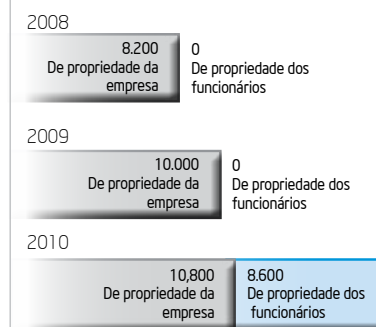 2008
8.200
De propriedade da
empresa
0
De propriedade dos
funcionários
2009
10.000
De propriedade da
empresa
0
De propriedade dos
funcionários
2010
10,800
De propriedade da
empresa
8.600
De propriedade dos
funcionários